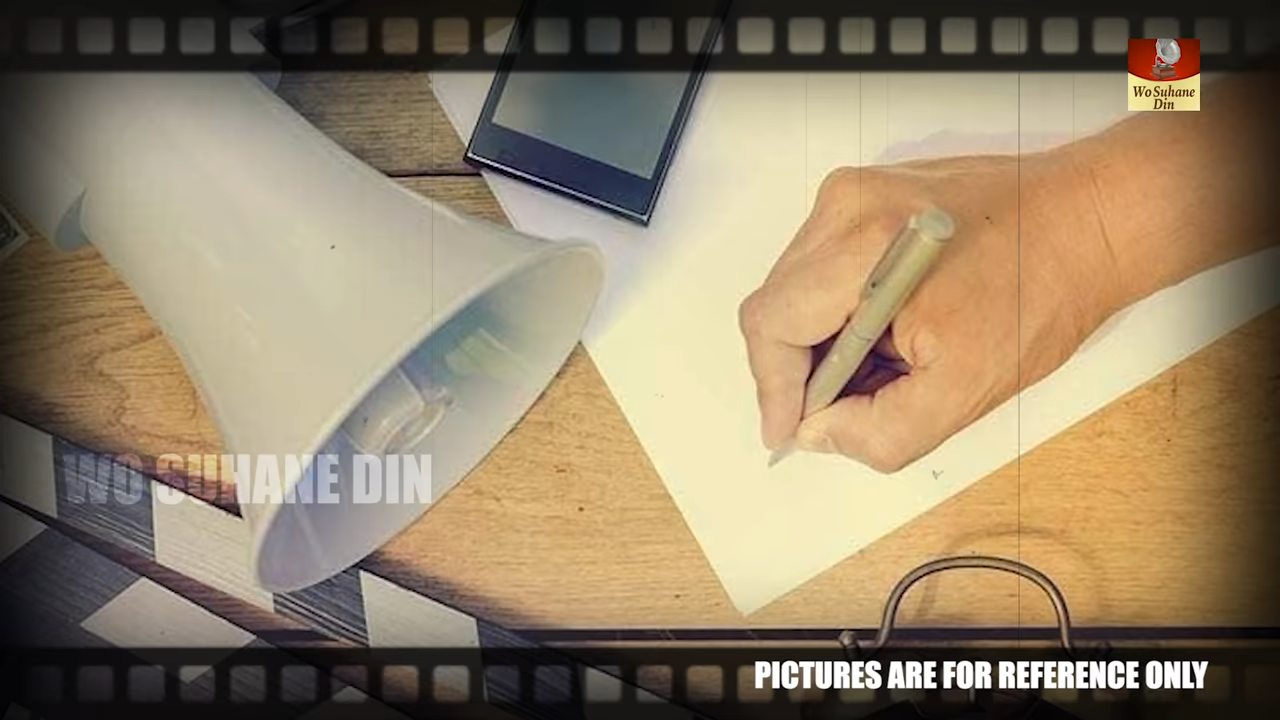 Wo Suhane
Din
WO SUHANE DIN
PICTURES ARE FOR REFERENCE ONLY